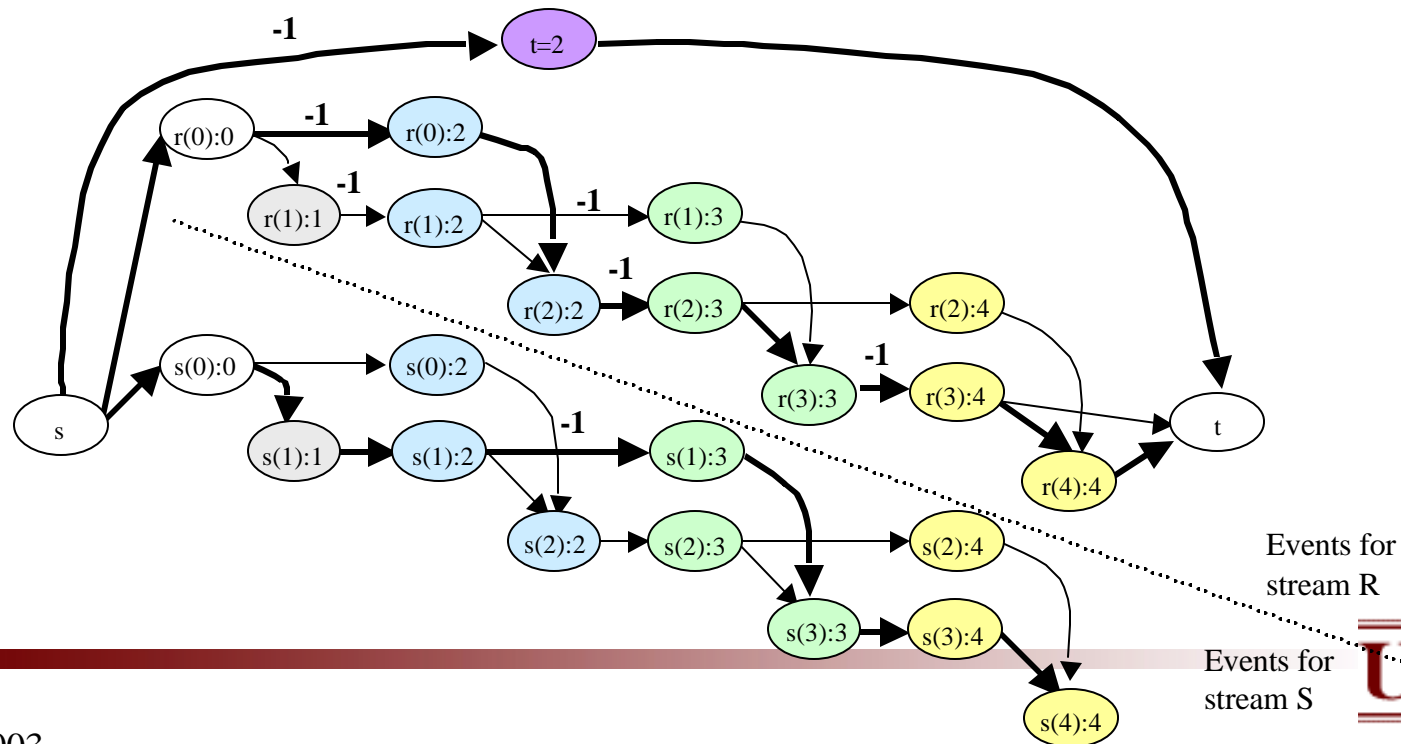 -1
t=2
r(0):0
-1
r(0):2
r(1):1
-1
r(1):2
-1
r(1):3
r(2):2
-1
r(2):3
r(2):4
s(0):0
s(0):2
r(3):3
-1
r(3):4
s
t
s(1):1
s(1):2
-1
s(1):3
r(4):4
s(2):2
s(2):3
s(2):4
Events for
stream R
s(3):3
s(3):4
Events for
stream S
s(4):4